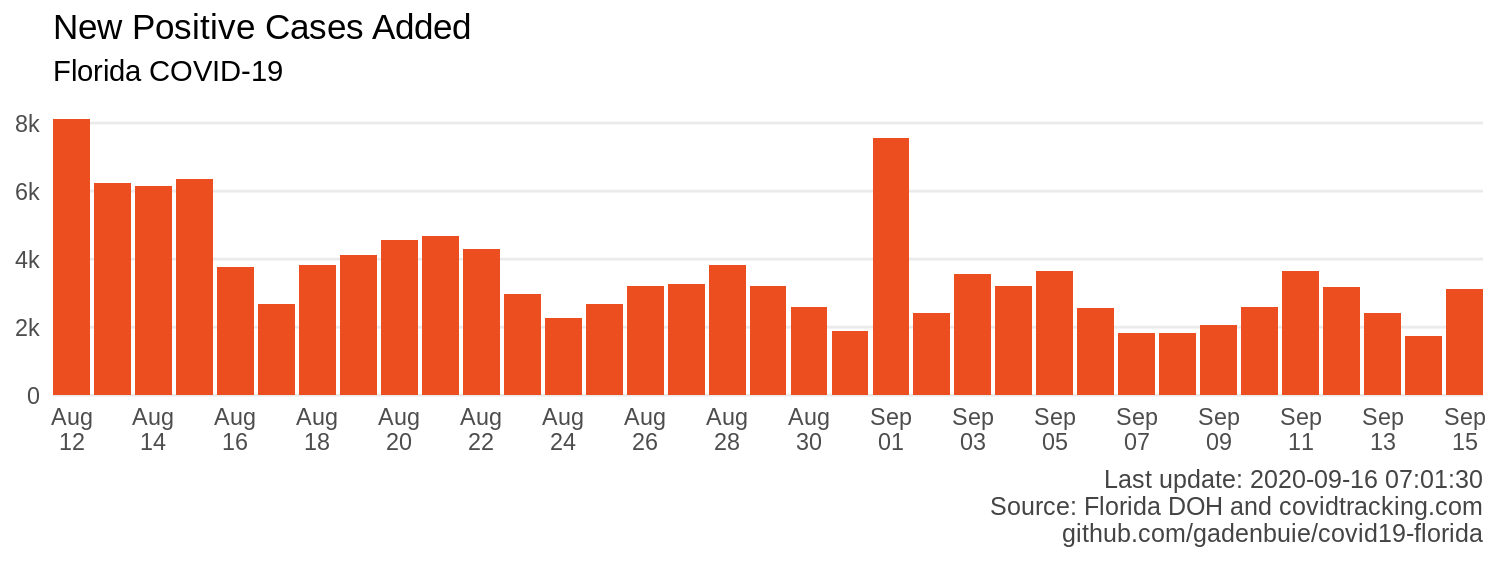 New Positive Cases Added
Florida COVID-19
8k
6k
4k
2k
0
Aug Aug Aug Aug Aug Aug Aug Aug Aug Aug Sep Sep Sep Sep Sep Sep Sep Sep
12 14 16 18 20 22 24 26 28 30 01 03 05 07 09 11 13 15
Last update: 2020-09-16 07:01:30
Source: Florida DOH and covidtracking.com
github.com/gadenbuie/covid19-florida